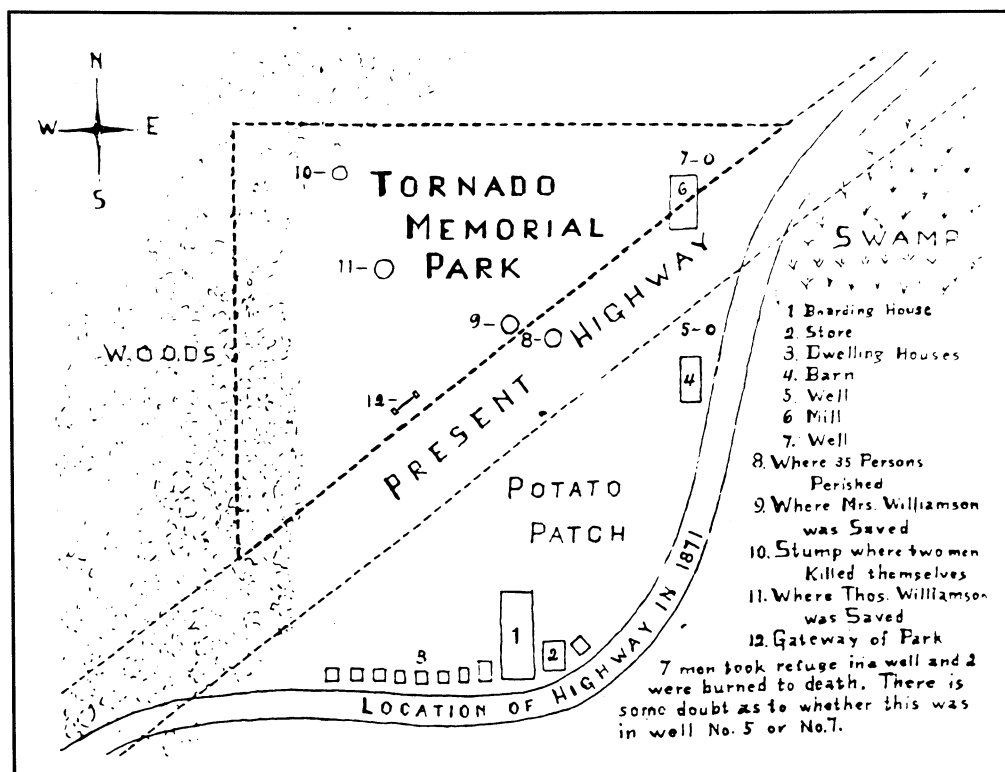 N
W E
S
10-
TORNADO
MEMORIAL
PARK
7-
6
11-
SWAMP
9-
8-
HIGHWAY
5-
WOODS
4
12-
PRESENT
POTATO
PATCH
1
2
3
LOCATION OF HIGHWAY IN 1871
1 Boarding House
2. Store
3. Dwelling Houses
4. Barn
5. Well
6 Mill
7. Well
8. Where 35 Persons
Perished
9. Where Mrs. Williamson
was Saved
10. Stump where two men
Killed themselves
11. Where Thos. Williamson
was Saved
12. Gateway of Park
7 men took refuge in a well and 2
were burned to death. There is
some doubt as to whether this was
in well No. 5 or No. 7.